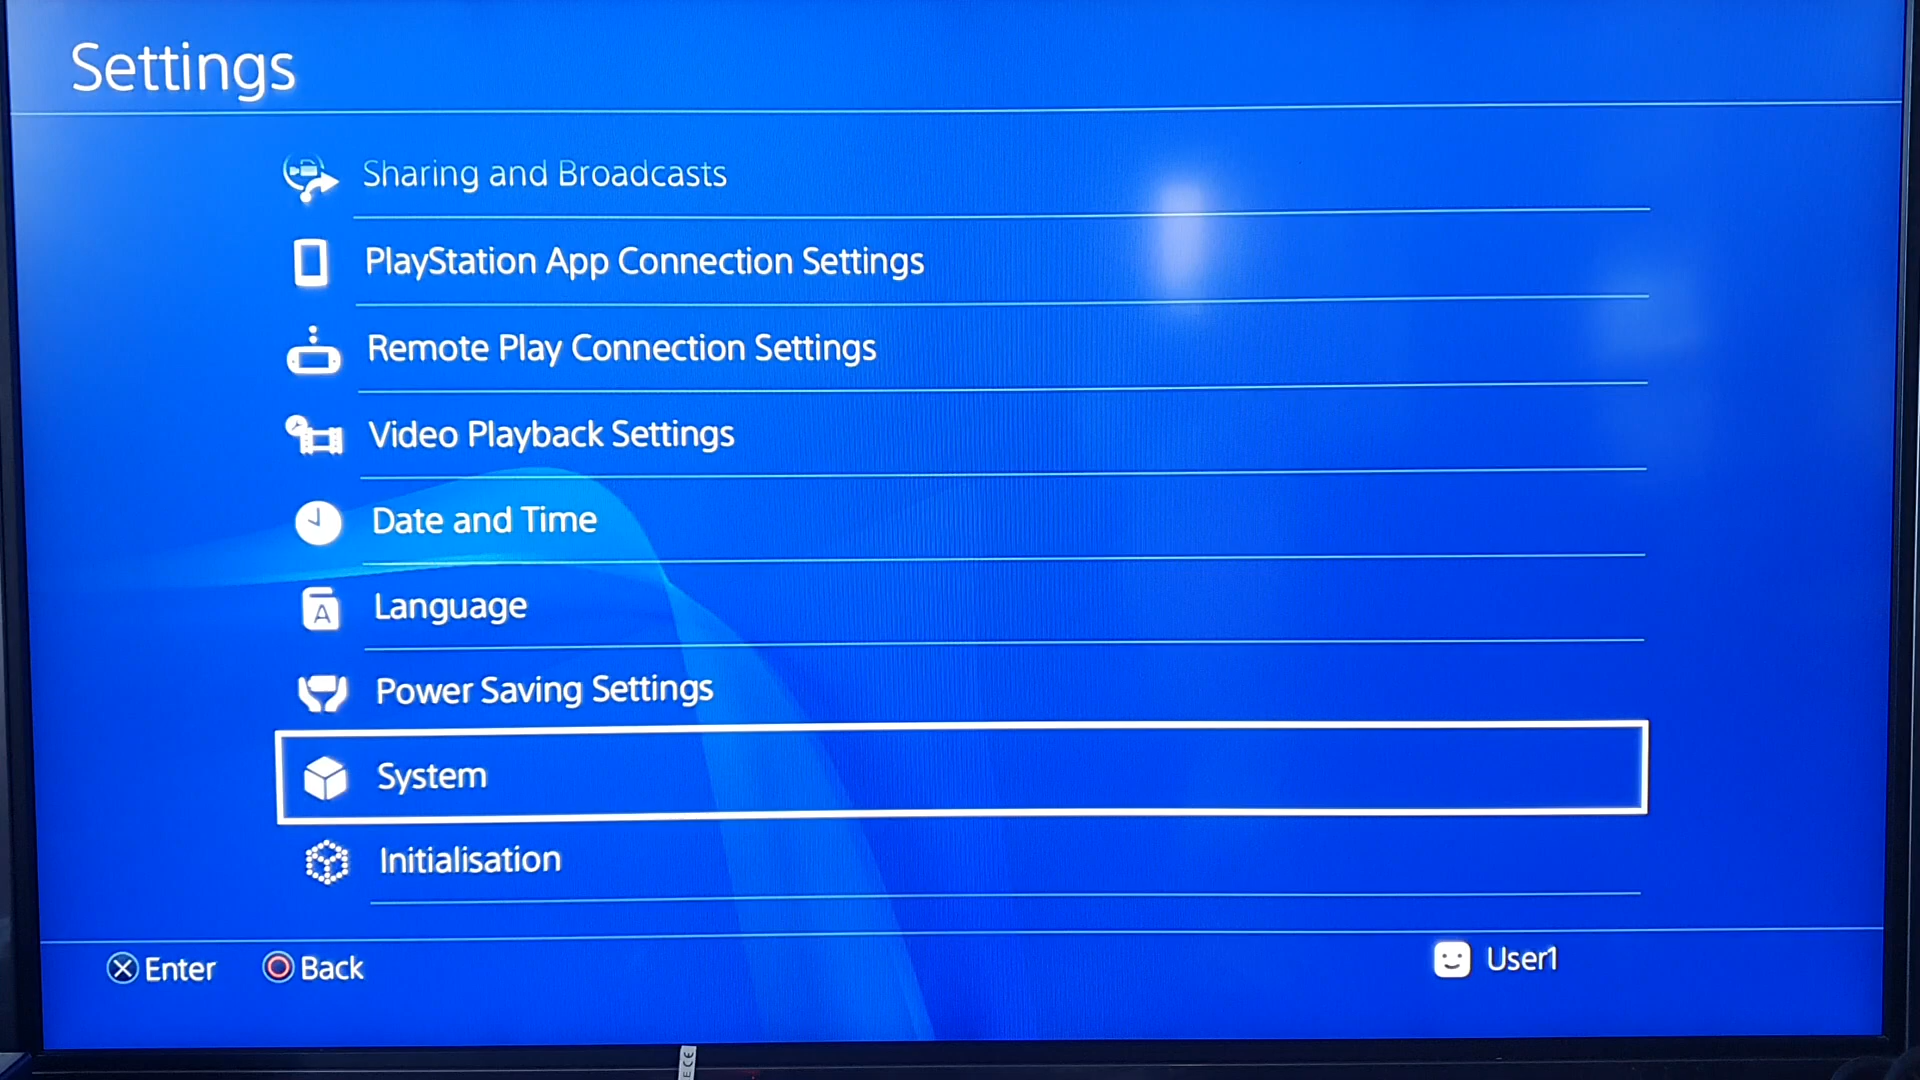 Settings
Sharing and Broadcasts
PlayStation App Connection Settings
Remote Play Connection Settings
Video Playback Settings
Date and Time
A Language
Power Saving Settings
System
Initialisation
Enter Back User1
ECE